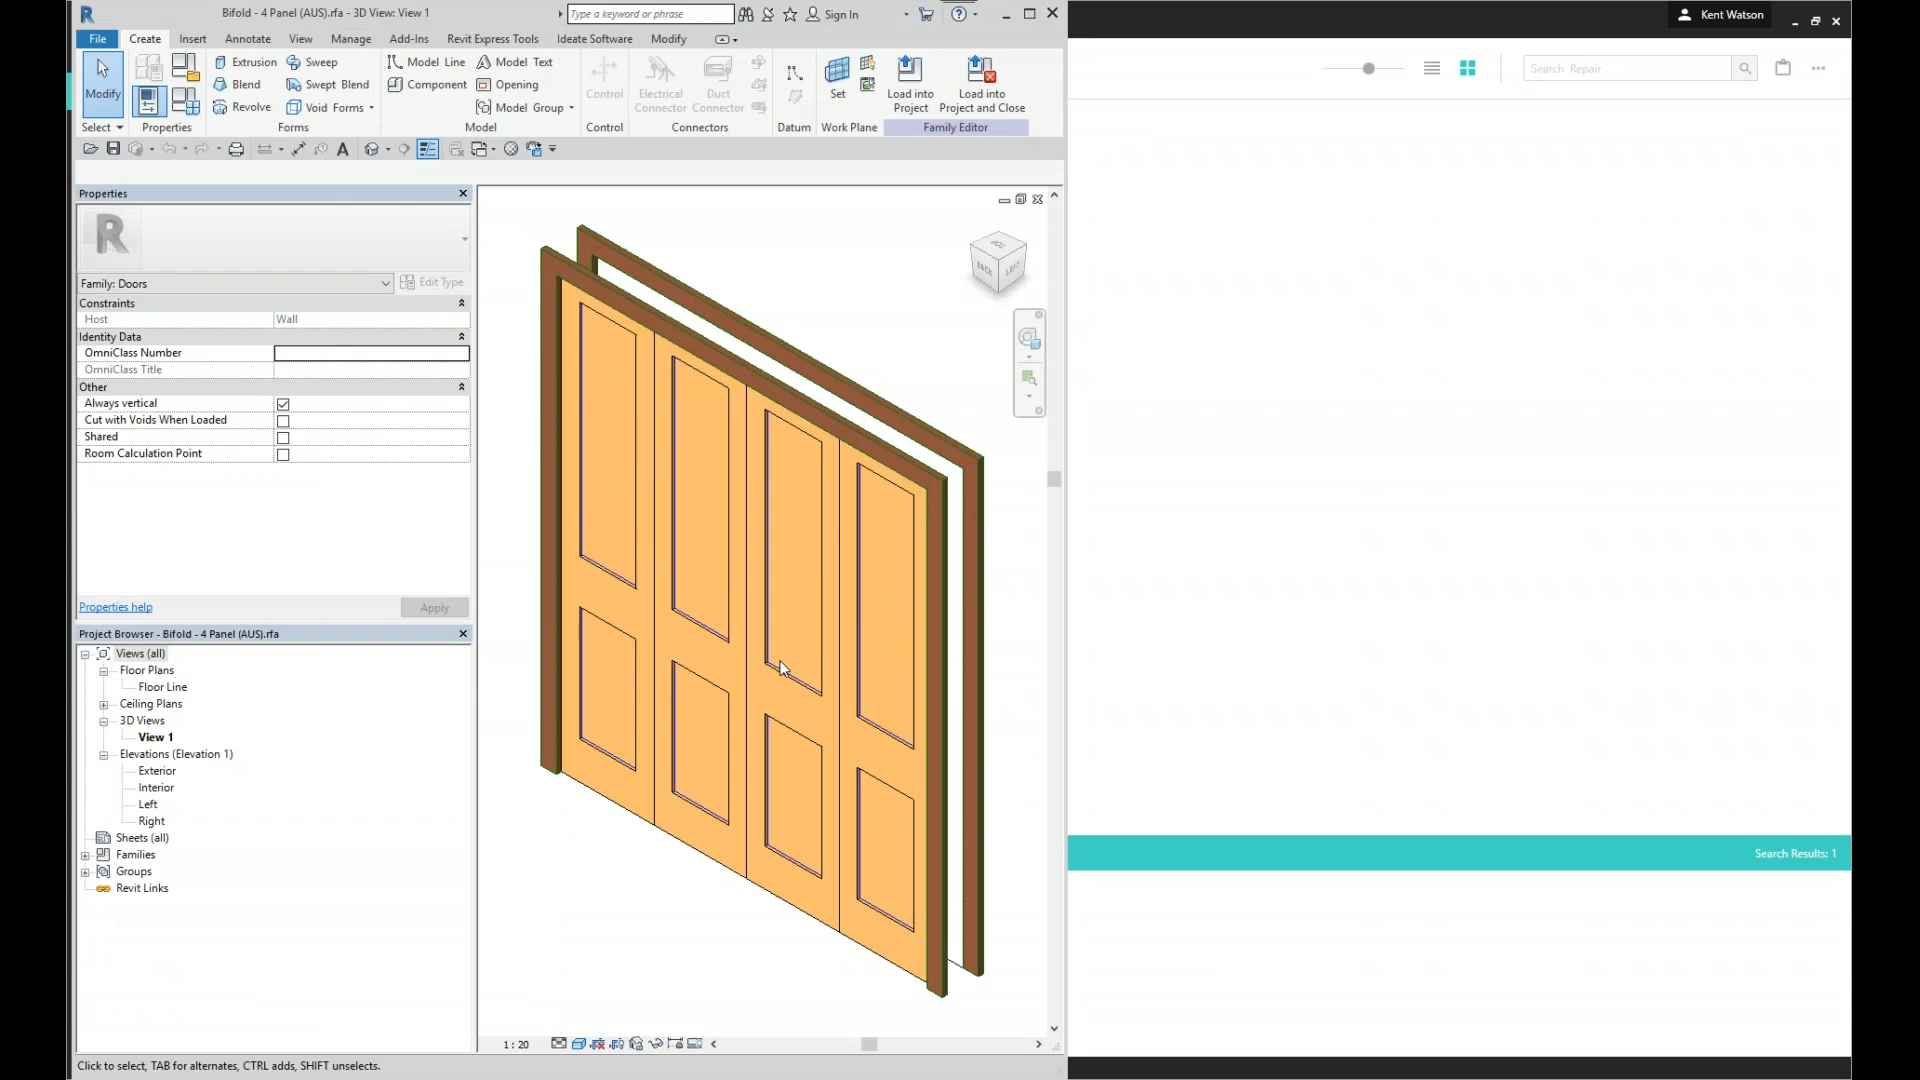 Bifold - 4 Panel (AUS).rfa - 3D View: View 1
Type a keyword or phrase
Sign In
Kent Watson
File Create Insert Annotate View Manage Add-Ins Revit Express Tools Ideate Software Modify
Modify
Select
Properties
Extrusion
Blend
Revolve
Sweep
Swept Blend
Void Forms
Forms
Model Line
Component
Model Text
Opening
Model Group
Model
Control
Control
Electrical
Connector
Duct
Connector
Connectors
Datum
Set
Work Plane
Load into
Project
Load into
Project and Close
Family Editor
Search Repair
Properties
R
Family: Doors
Edit Type
Constraints
Host Wall
Identity Data
OmniClass Number
OmniClass Title
Other
Always vertical
Cut with Voids When Loaded
Shared
Room Calculation Point
Properties help
Apply
Project Browser - Bifold - 4 Panel (AUS).rfa
Views (all)
Floor Plans
Floor Line
Ceiling Plans
3D Views
View 1
Elevations (Elevation 1)
Exterior
Interior
Left
Right
Sheets (all)
Families
Groups
Revit Links
TOP
BACK
LEFT
1 : 20
Search Results: 1
Click to select, TAB for alternates, CTRL adds, SHIFT unselects.